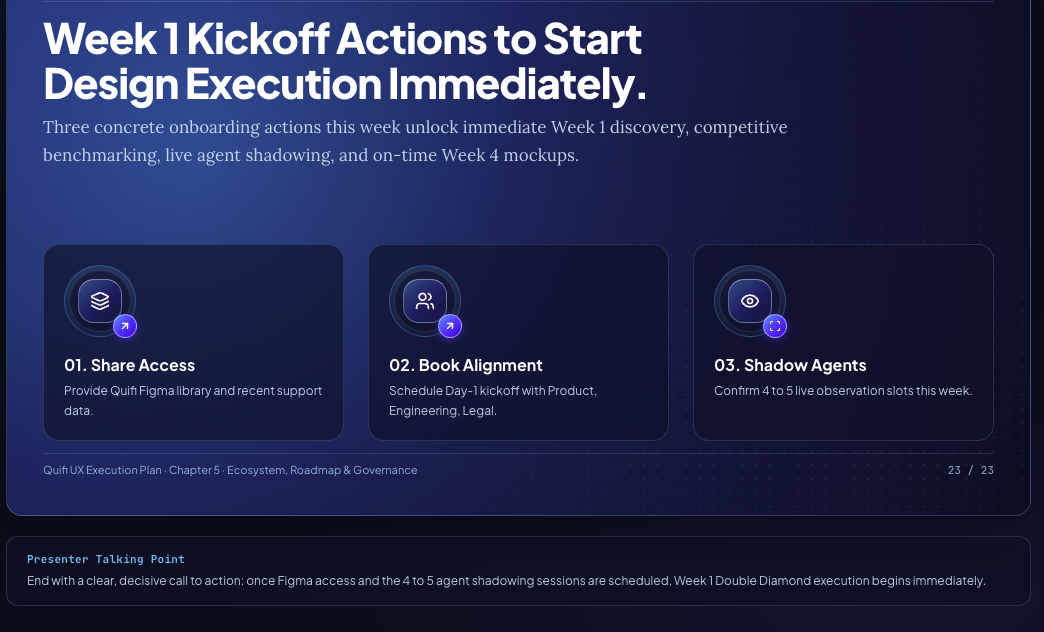 Week 1 Kickoff Actions to Start
Design Execution Immediately.
Three concrete onboarding actions this week unlock immediate Week 1 discovery, competitive
benchmarking, live agent shadowing, and on-time Week 4 mockups.
01. Share Access
Provide Quifi Figma library and recent support
data.
02. Book Alignment
Schedule Day-1 kickoff with Product,
Engineering, Legal.
03. Shadow Agents
Confirm 4 to 5 live observation slots this week.
Quifi UX Execution Plan · Chapter 5 · Ecosystem, Roadmap & Governance
23 / 23
Presenter Talking Point
End with a clear, decisive call to action: once Figma access and the 4 to 5 agent shadowing sessions are scheduled, Week 1 Double Diamond execution begins immediately.